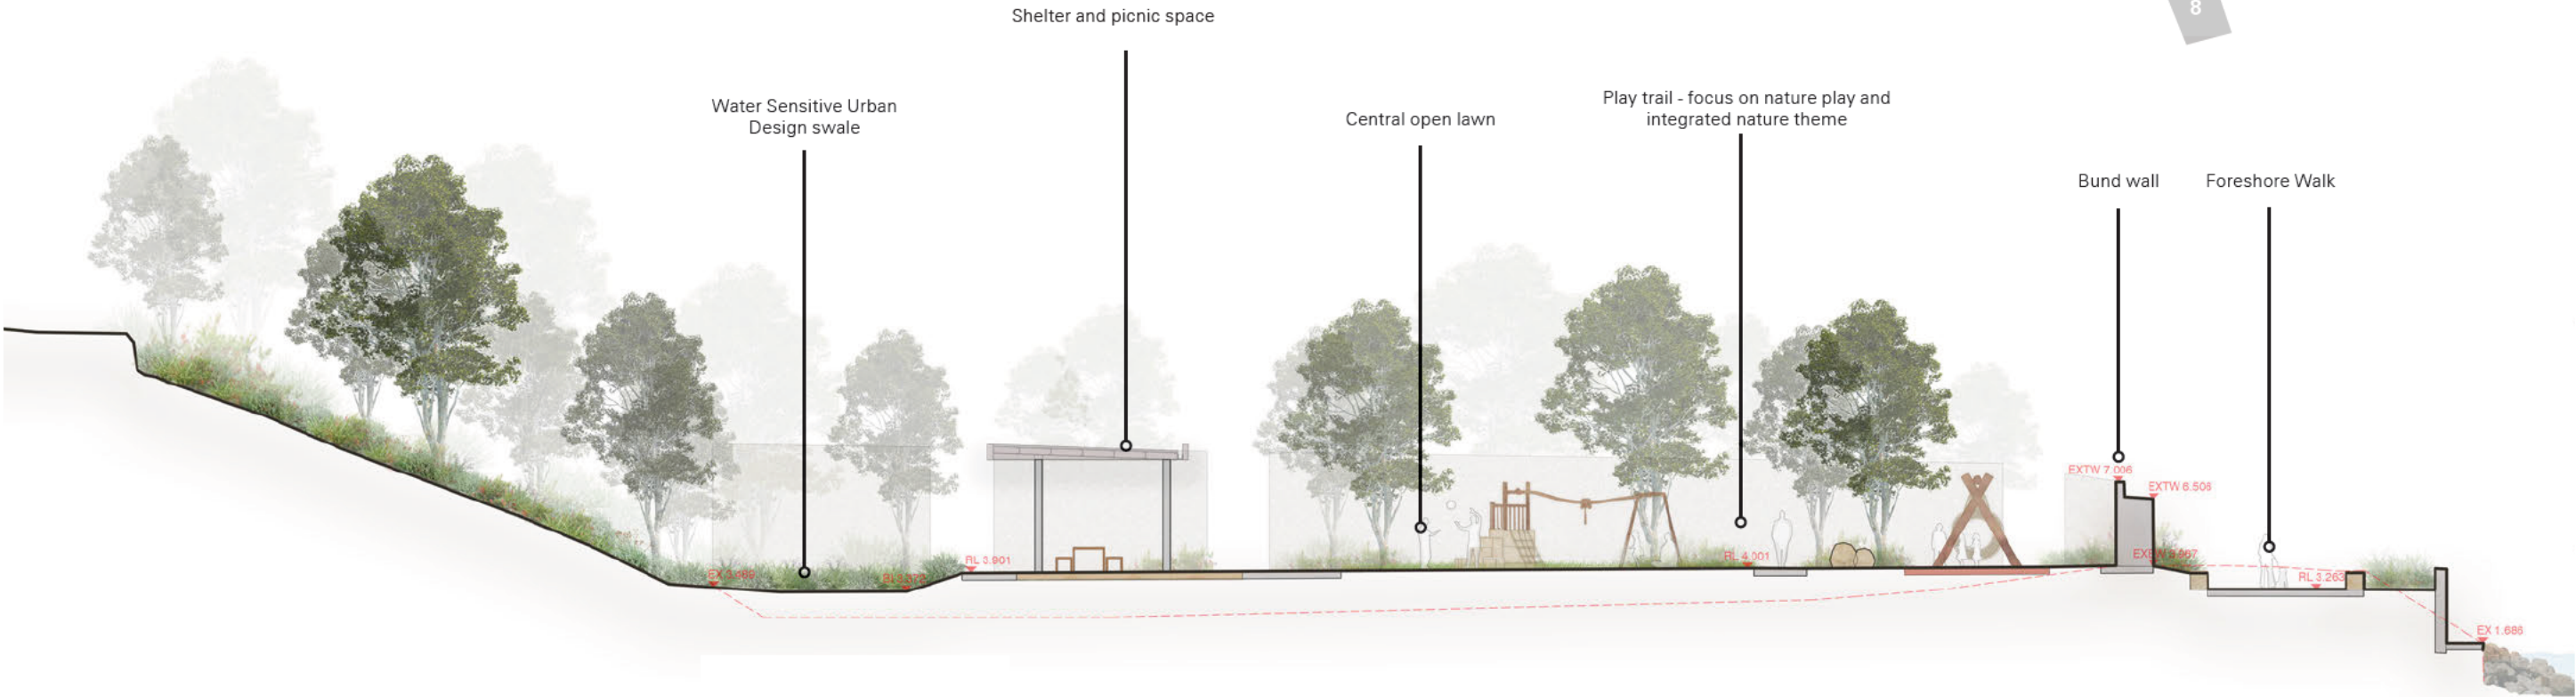 8
Shelter and picnic space
Water Sensitive Urban
Design swale
Central open lawn
Play trail - focus on nature play and
integrated nature theme
Bund wall
Foreshore Walk
EXTW 7.006
EXTW 6.506
RL 3.901
RL 4.001
RL 3.263
EX 1.686